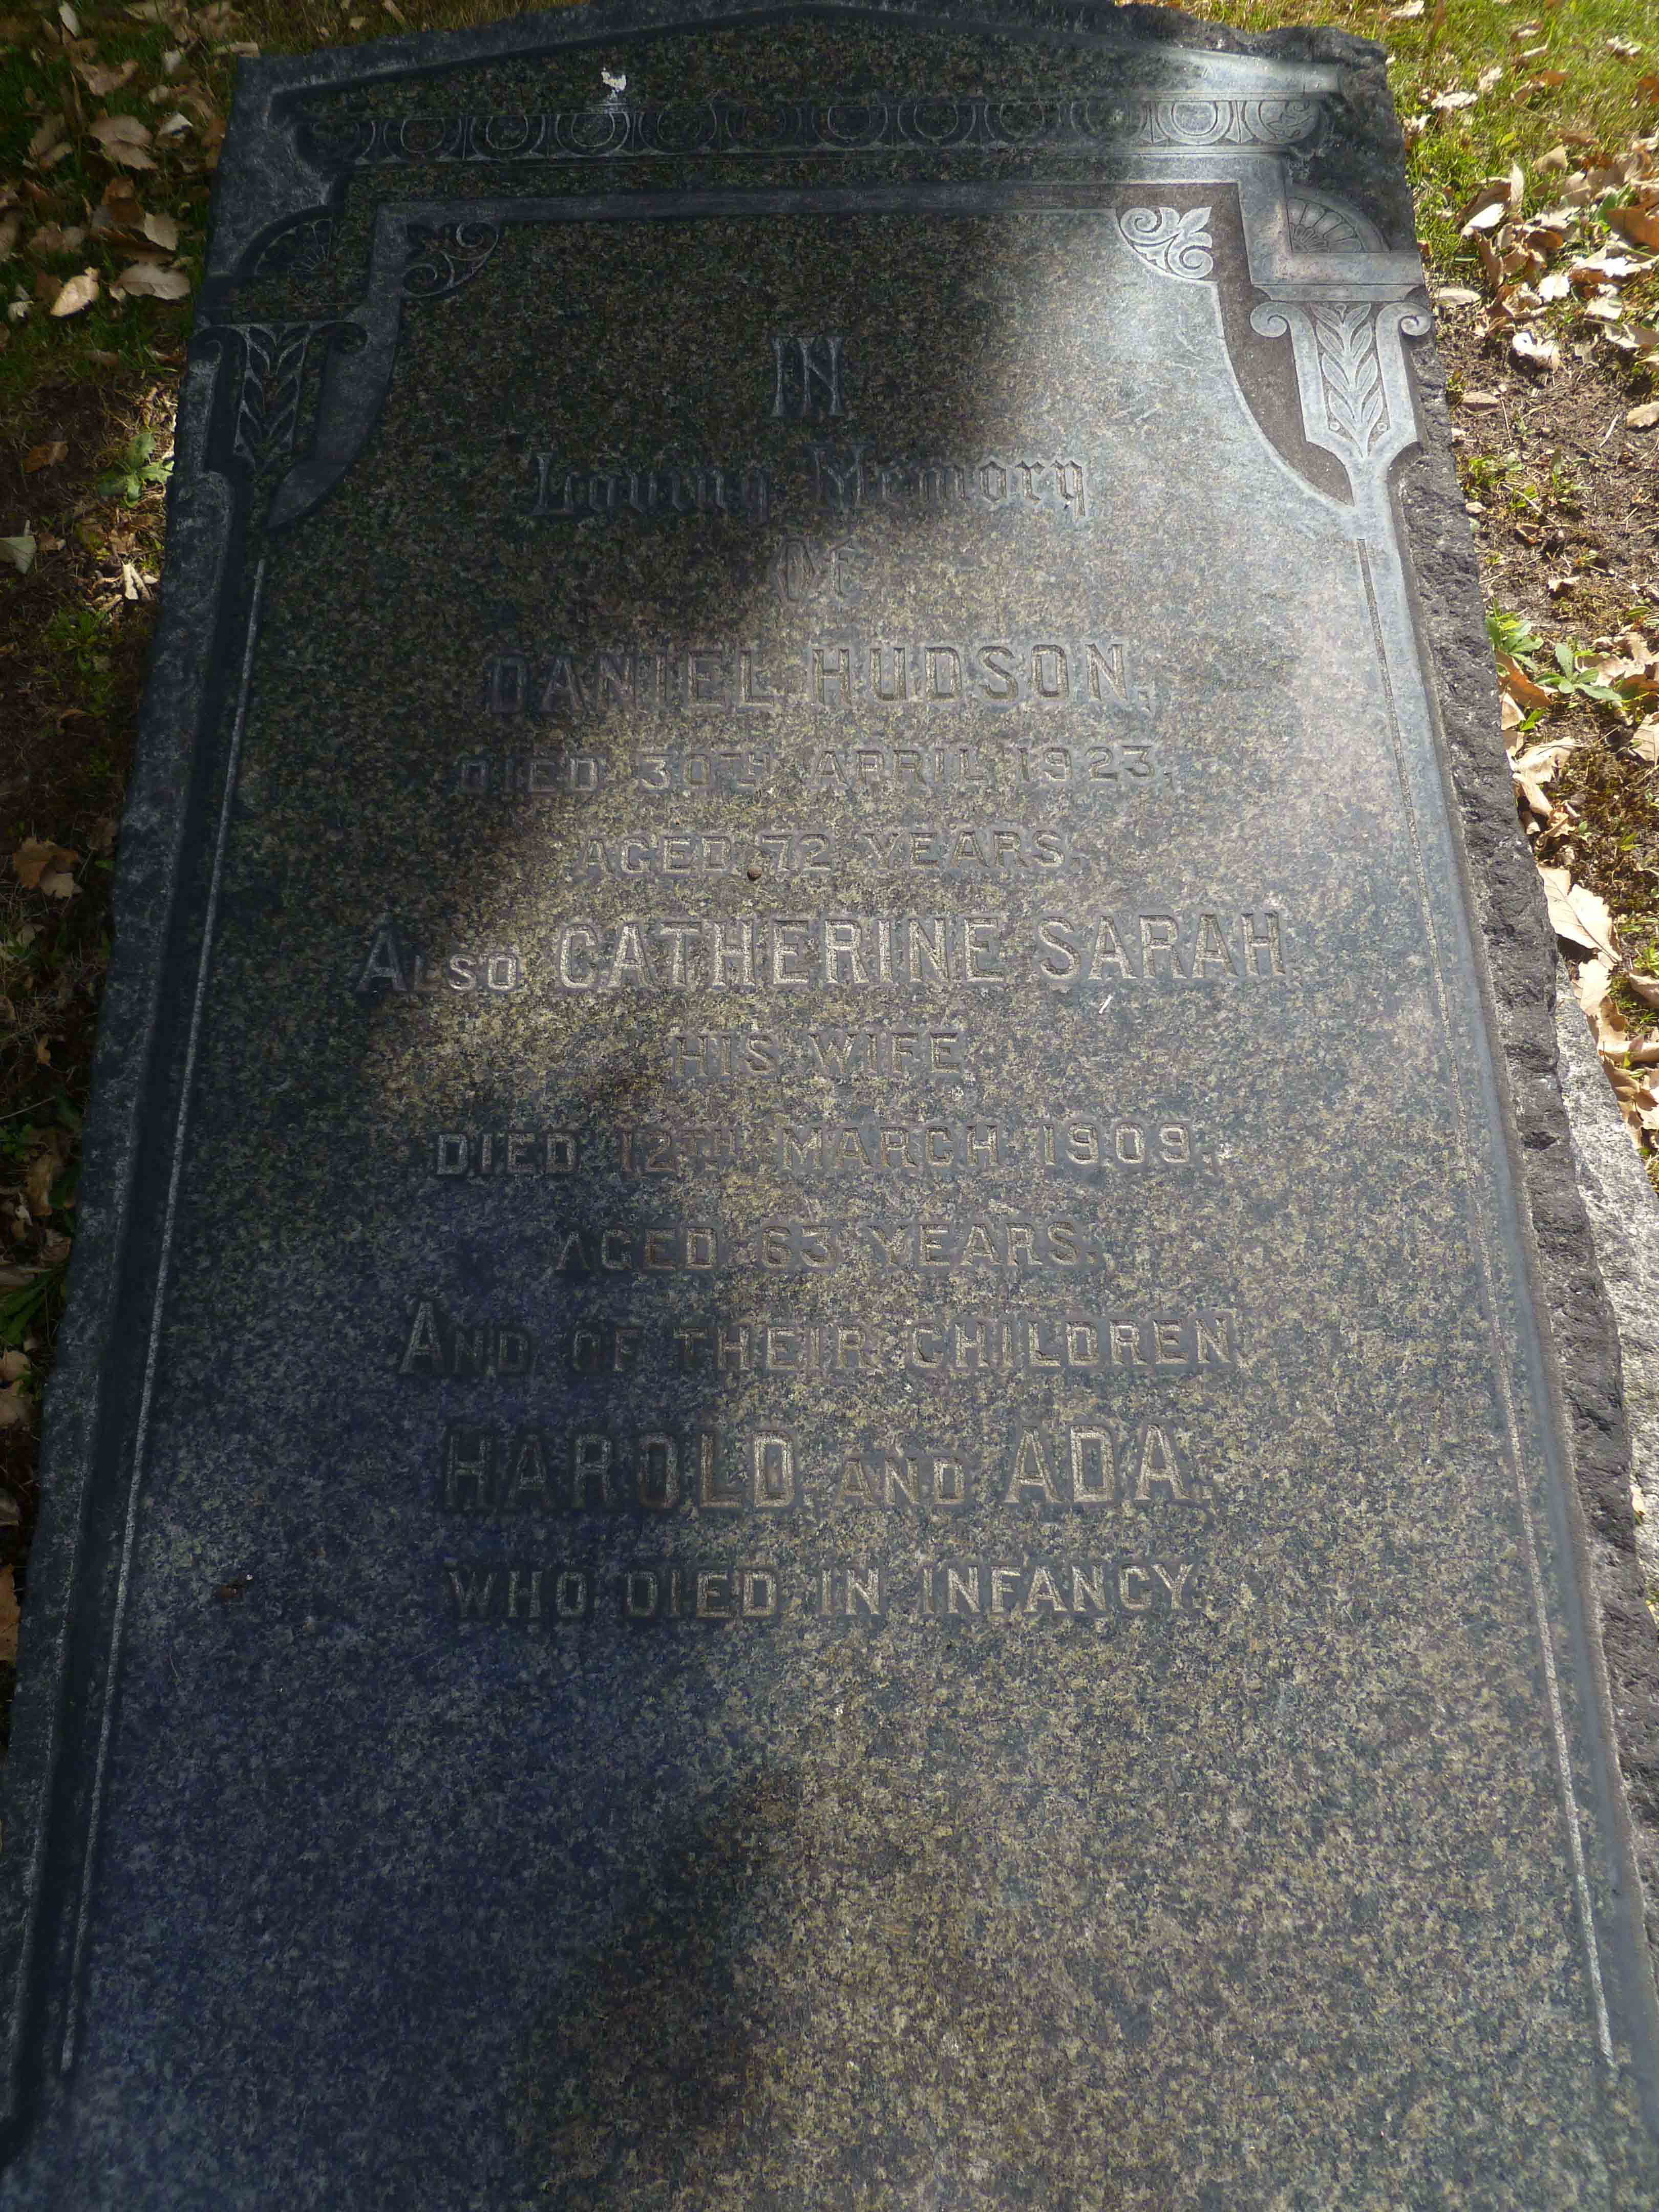 IN
Loving Memory
Of
DANIEL HUDSON,
DIED 30TH APRIL 1923,
AGED 72 YEARS.
ALSO CATHERINE SARAH
HIS WIFE
DIED 12TH MARCH 1909,
AGED 63 YEARS.
AND OF THEIR CHILDREN
HAROLD AND ADA,
WHO DIED IN INFANCY.